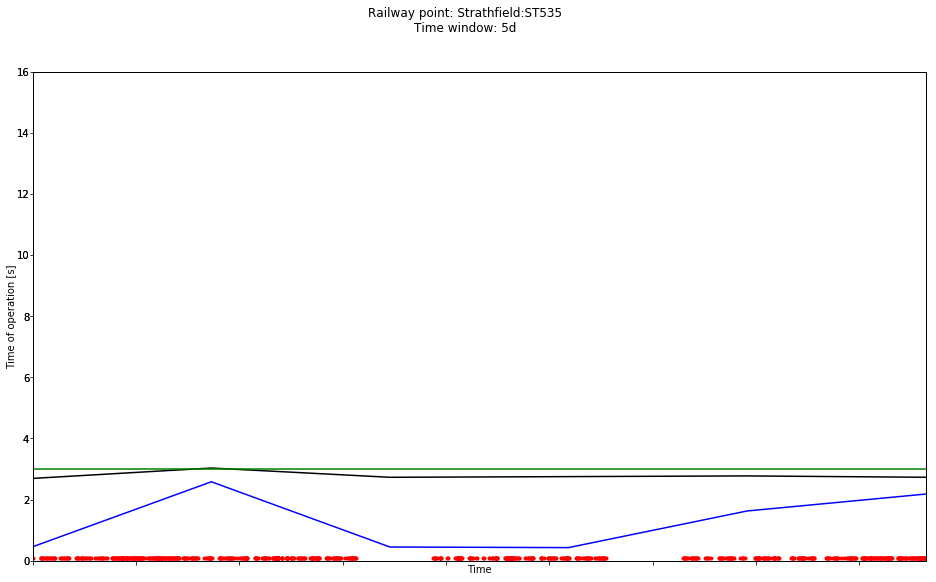 Railway point: Strathfield:ST535
Time window: 5d
16
14
12
10
8
6
4
2
0
Time of operation [s]
Time